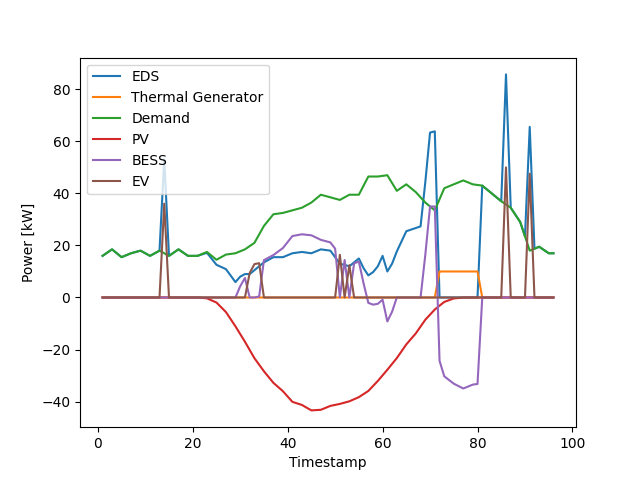 EDS
Thermal Generator
Demand
PV
BESS
EV
Power [kW]
80
60
40
20
0
−20
−40
0
20
40
60
80
100
Timestamp